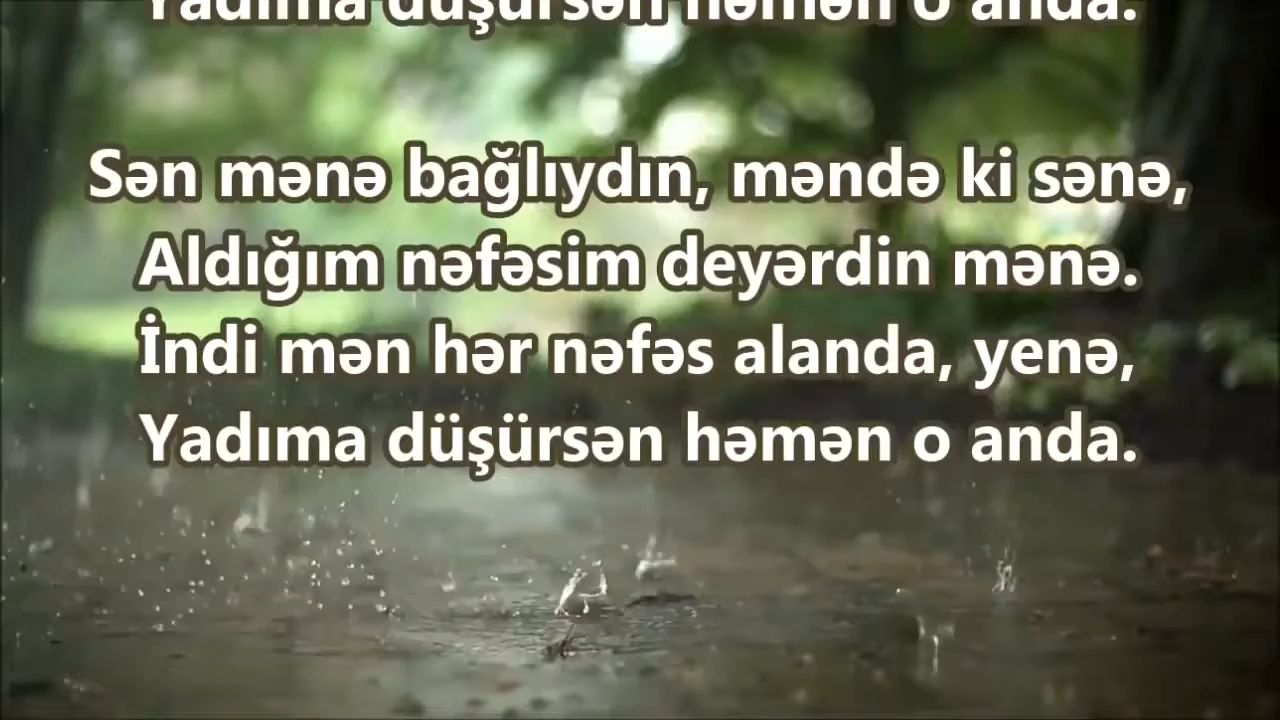 Yadıma düşürsən həmən o anda.
Sən mənə bağlıydın, məndə ki sənə,
Aldığım nəfəsim deyərdin mənə.
İndi mən hər nəfəs alanda, yenə,
Yadıma düşürsən həmən o anda.